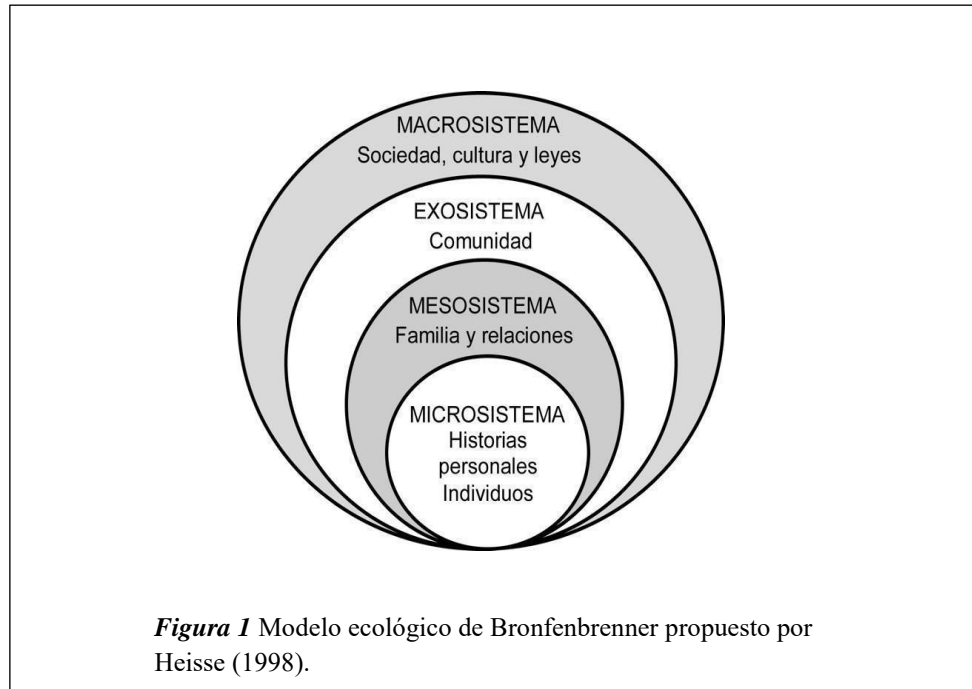 MACROSISTEMA
Sociedad, cultura y leyes
EXOSISTEMA
Comunidad
MESOSISTEMA
Familia y relaciones
MICROSISTEMA
Historias
personales
Individuos
Figura 1 Modelo ecológico de Bronfenbrenner propuesto por
Heisse (1998).